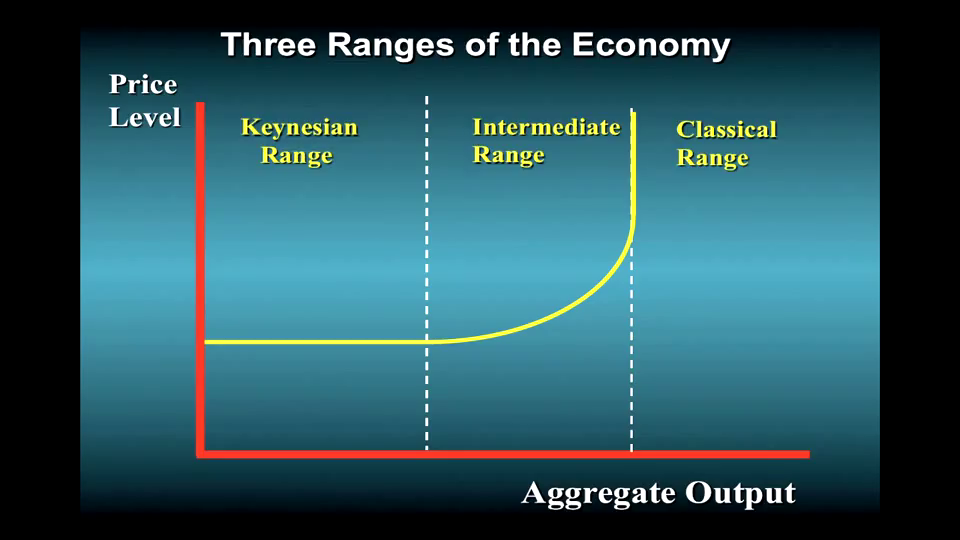 Three Ranges of the Economy
Price
Level
Keynesian
Range
Intermediate
Range
Classical
Range
Aggregate Output